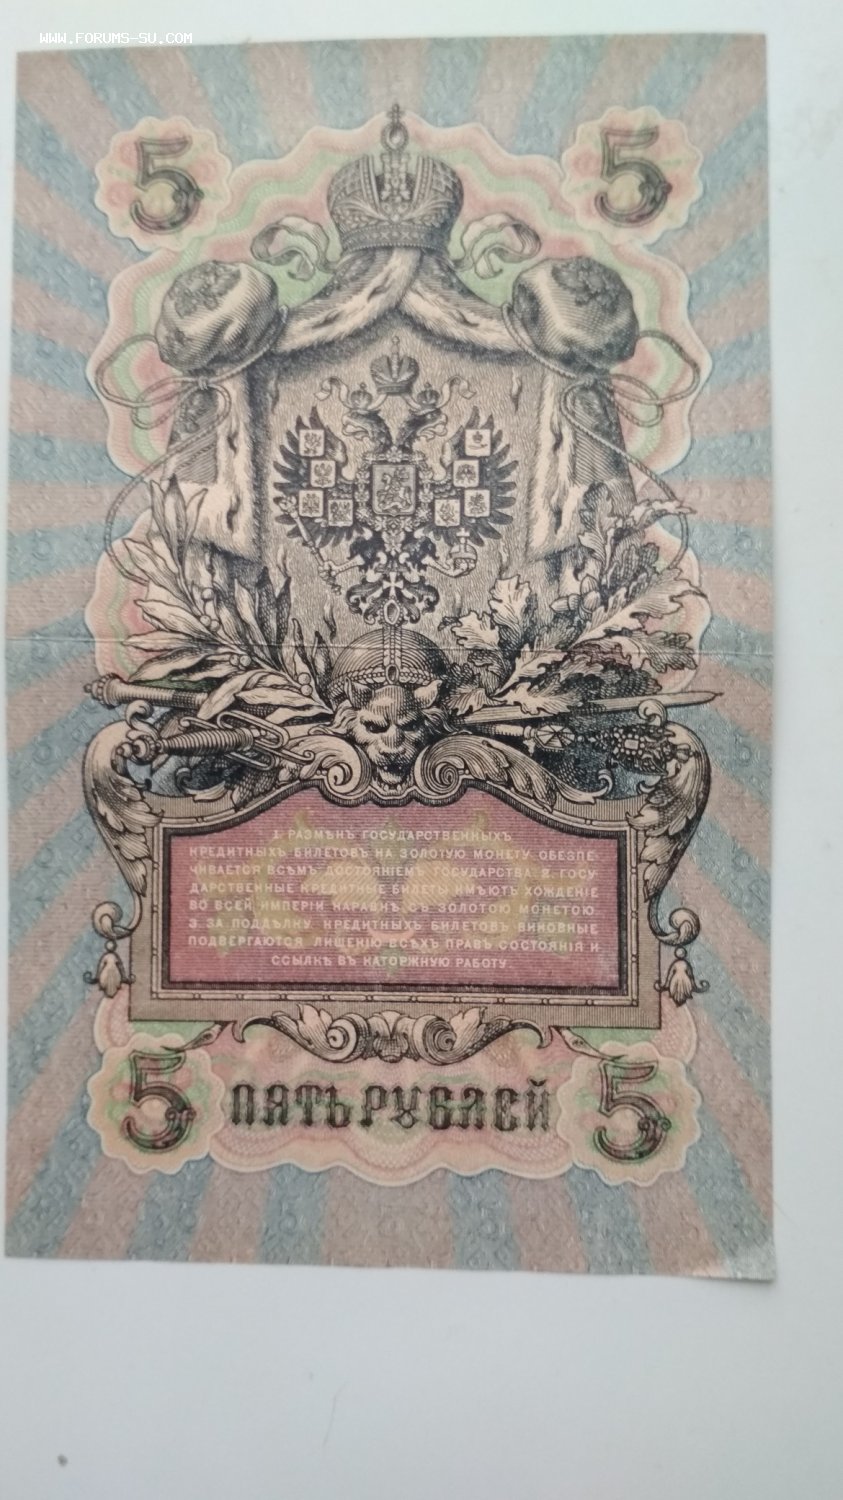 WWW.FORUMS-SU.COM
5 5
1. РАЗМѢНЪ ГОСУДАРСТВЕННЫХЪ
КРЕДИТНЫХЪ БИЛЕТОВЪ НА ЗОЛОТУЮ МОНЕТУ ОБЕЗПЕ-
ЧИВАЕТСЯ ВСѢМЪ ДОСТОЯНІЕМЪ ГОСУДАРСТВА. 2. ГОСУ-
ДАРСТВЕННЫЕ КРЕДИТНЫЕ БИЛЕТЫ ИМѢЮТЪ ХОЖДЕНІЕ
ВО ВСЕЙ ИМПЕРІИ НАРАВНѢ СЪ ЗОЛОТОЮ МОНЕТОЮ.
3. ЗА ПОДДѢЛКУ КРЕДИТНЫХЪ БИЛЕТОВЪ ВИНОВНЫЕ
ПОДВЕРГАЮТСЯ ЛИШЕНІЮ ВСѢХЪ ПРАВЪ СОСТОЯНІЯ И
ССЫЛКѢ ВЪ КАТОРЖНУЮ РАБОТУ.
5 ПЯТЬ РУБЛЕЙ 5